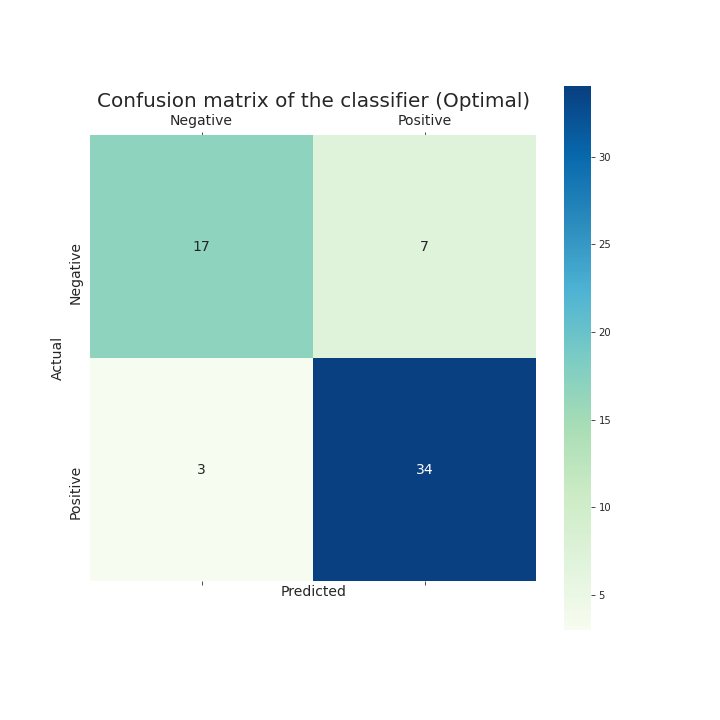 Confusion matrix of the classifier (Optimal)
Negative Positive
Actual
Negative
17 7
Positive
3 34
Predicted
30
25
20
15
10
5